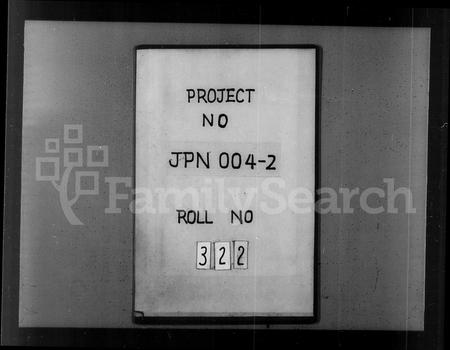 PROJECT
NO
JPN 004-2
FamilySearch
ROLL NO
322